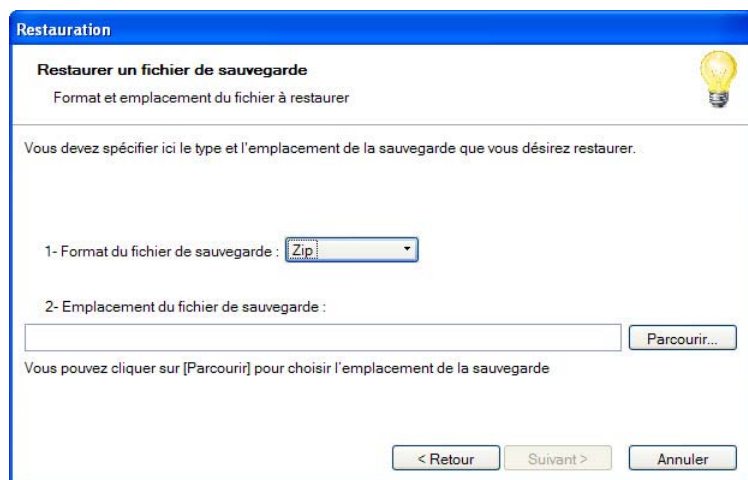 Restauration
Restaurer un fichier de sauvegarde
Format et emplacement du fichier à restaurer
Vous devez spécifier ici le type et l'emplacement de la sauvegarde que vous désirez restaurer.
1- Format du fichier de sauvegarde : Zip
2- Emplacement du fichier de sauvegarde :
Parcourir...
Vous pouvez cliquer sur [Parcourir] pour choisir l'emplacement de la sauvegarde
< Retour Suivant > Annuler